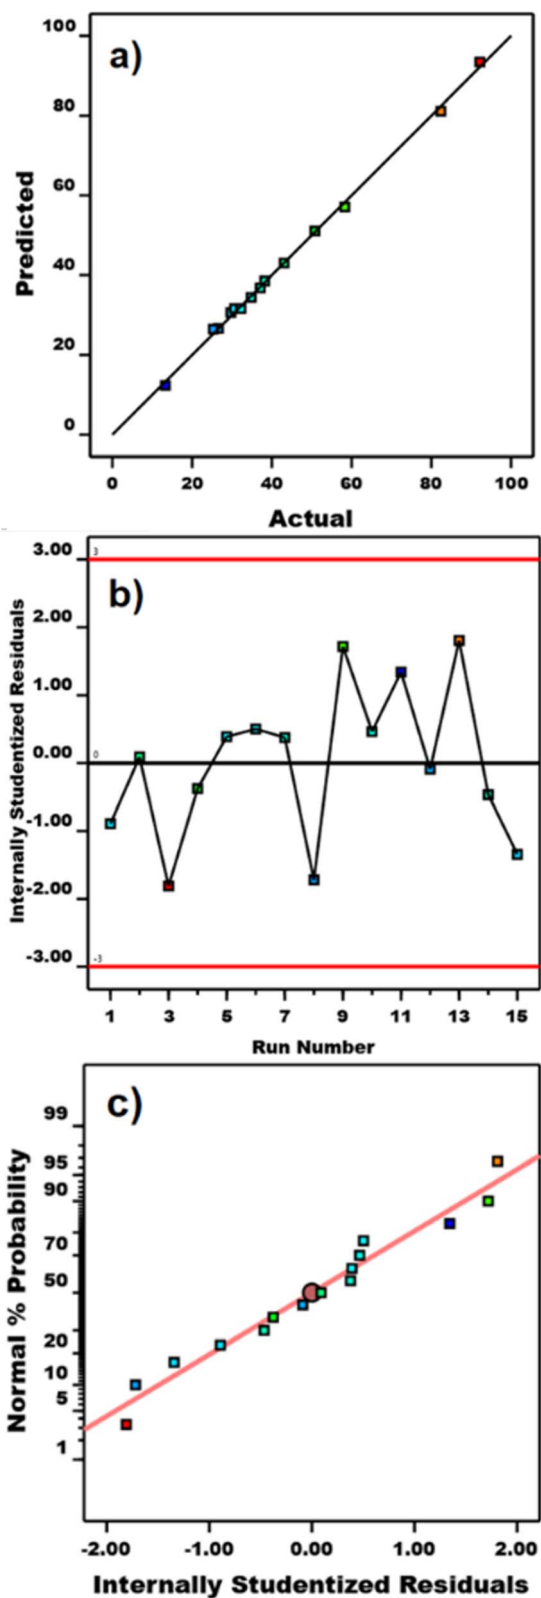 a)
100
80
60
40
20
0
Predicted
0 20 40 60 80 100
Actual
b)
3.00
2.00
1.00
0.00
-1.00
-2.00
-3.00
3
0
-3
Internally Studentized Residuals
1 3 5 7 9 11 13 15
Run Number
c)
99
95
90
70
50
20
10
5
1
Normal % Probability
-2.00 -1.00 0.00 1.00 2.00
Internally Studentized Residuals